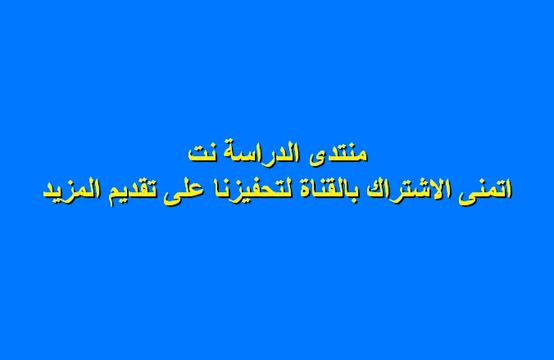 منتدى الدراسة نت
اتمنى الاشتراك بالقناة لتحفيزنا على تقديم المزيد